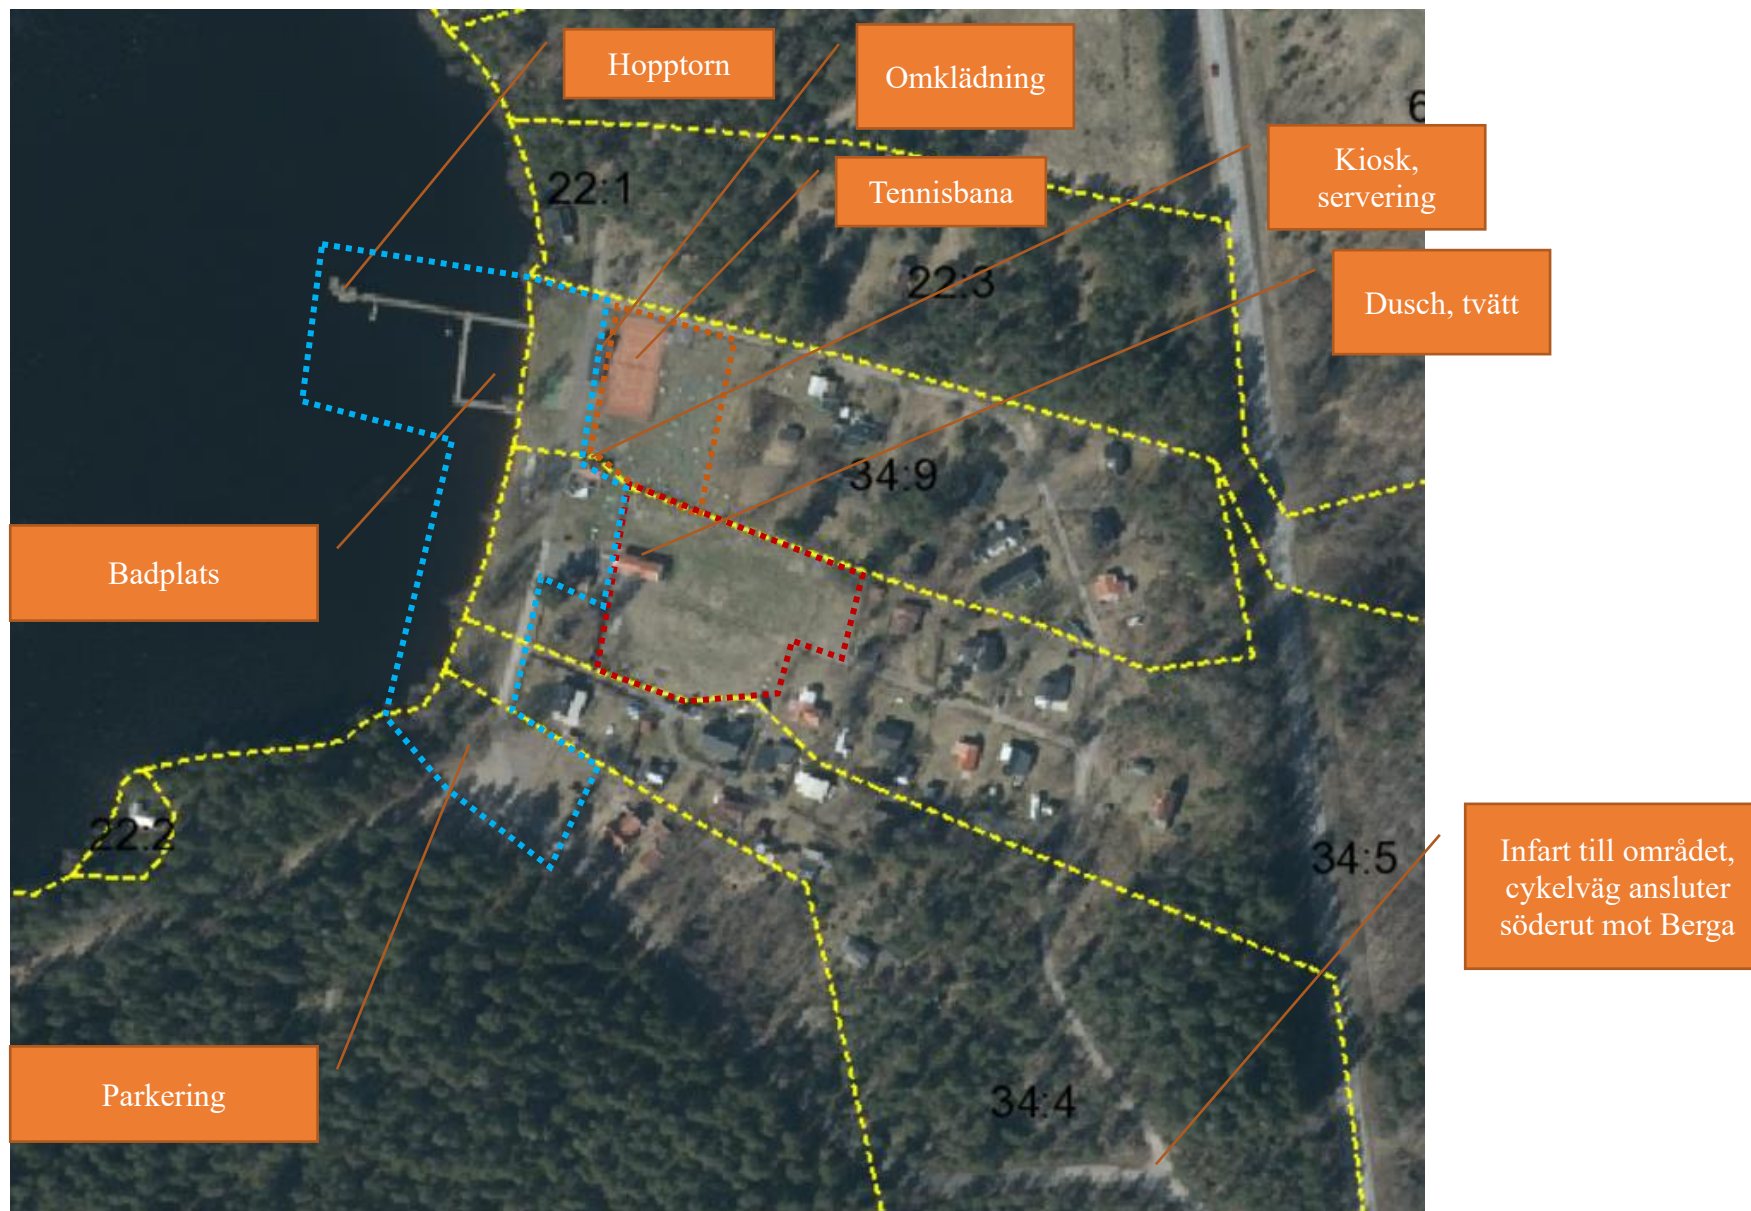 Hopptorn
Omklädning
6
Kiosk,
servering
Tennisbana
22:1
22:3
Dusch, tvätt
34:9
Badplats
22:2
34:5
Infart till området,
cykelväg ansluter
söderut mot Berga
Parkering
34:4